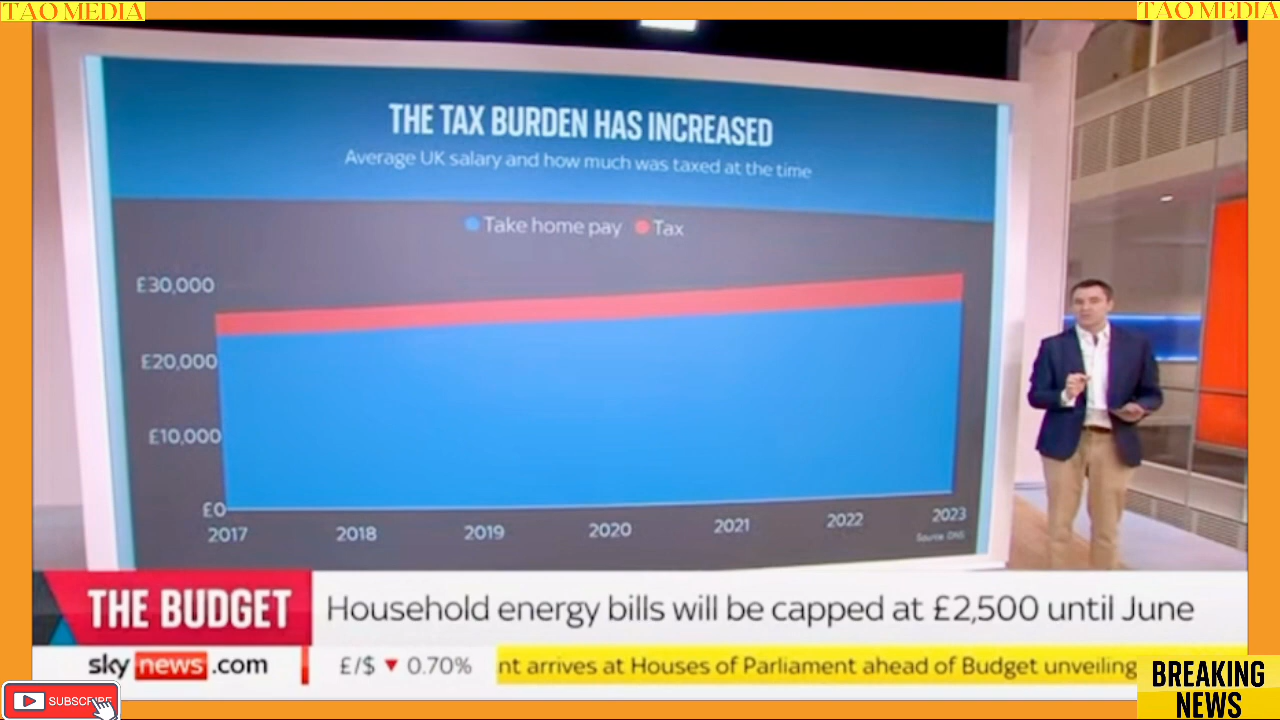 TAO MEDIA
TAO MEDIA
THE TAX BURDEN HAS INCREASED
Average UK salary and how much was taxed at the time
Take home pay Tax
£30,000
£20,000
£10,000
£0
2017 2018 2019 2020 2021 2022 2023
Source: ONS
THE BUDGET
Household energy bills will be capped at £2,500 until June
sky news.com
£/$ ▼ 0.70%
nt arrives at Houses of Parliament ahead of Budget unveiling
SUBSCRIBE
BREAKING
NEWS